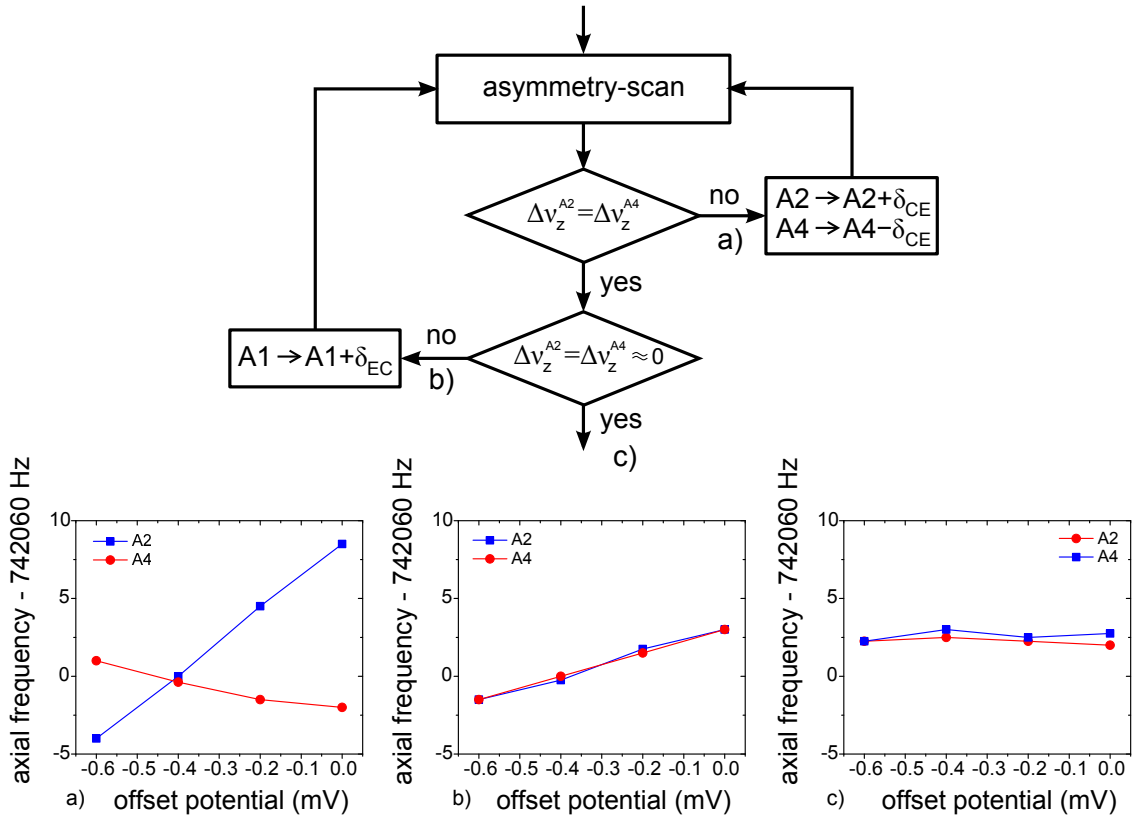 asymmetry-scan
Δν_z^A2=Δν_z^A4
no
a)
A2→A2+δ_CE
A4→A4−δ_CE
yes
Δν_z^A2=Δν_z^A4≈0
no
b)
A1→A1+δ_EC
yes
c)
axial frequency - 742060 Hz
10
5
0
-5
A2
A4
-0.6 -0.5 -0.4 -0.3 -0.2 -0.1 0.0
a)
offset potential (mV)
axial frequency - 742060 Hz
10
5
0
-5
A2
A4
-0.6 -0.5 -0.4 -0.3 -0.2 -0.1 0.0
b)
offset potential (mV)
axial frequency - 742060 Hz
10
5
0
-5
A2
A4
-0.6 -0.5 -0.4 -0.3 -0.2 -0.1 0.0
c)
offset potential (mV)